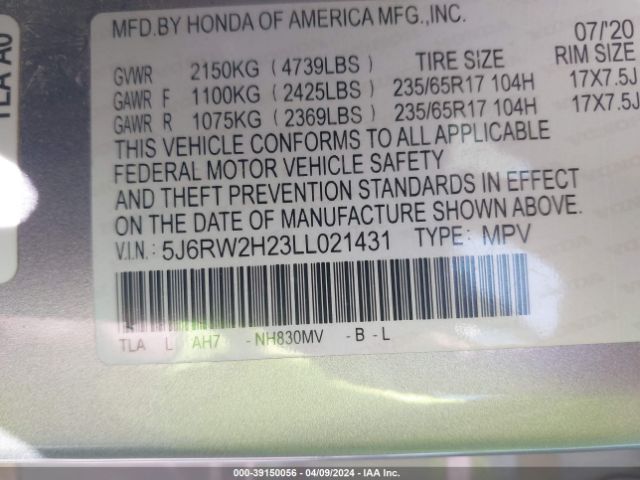 TLA A0
MFD.BY HONDA OF AMERICA MFG.,INC.
07/'20
GVWR 2150KG ( 4739LBS ) TIRE SIZE RIM SIZE
GAWR F 1100KG ( 2425LBS ) 235/65R17 104H 17X7.5J
GAWR R 1075KG ( 2369LBS ) 235/65R17 104H 17X7.5J
THIS VEHICLE CONFORMS TO ALL APPLICABLE
FEDERAL MOTOR VEHICLE SAFETY
AND THEFT PREVENTION STANDARDS IN EFFECT
ON THE DATE OF MANUFACTURE SHOWN ABOVE.
V.I.N.: 5J6RW2H23LL021431 TYPE: MPV
TLA L AH7 -NH830MV -B-L
000-39150056 | 04/09/2024 | IAA Inc.